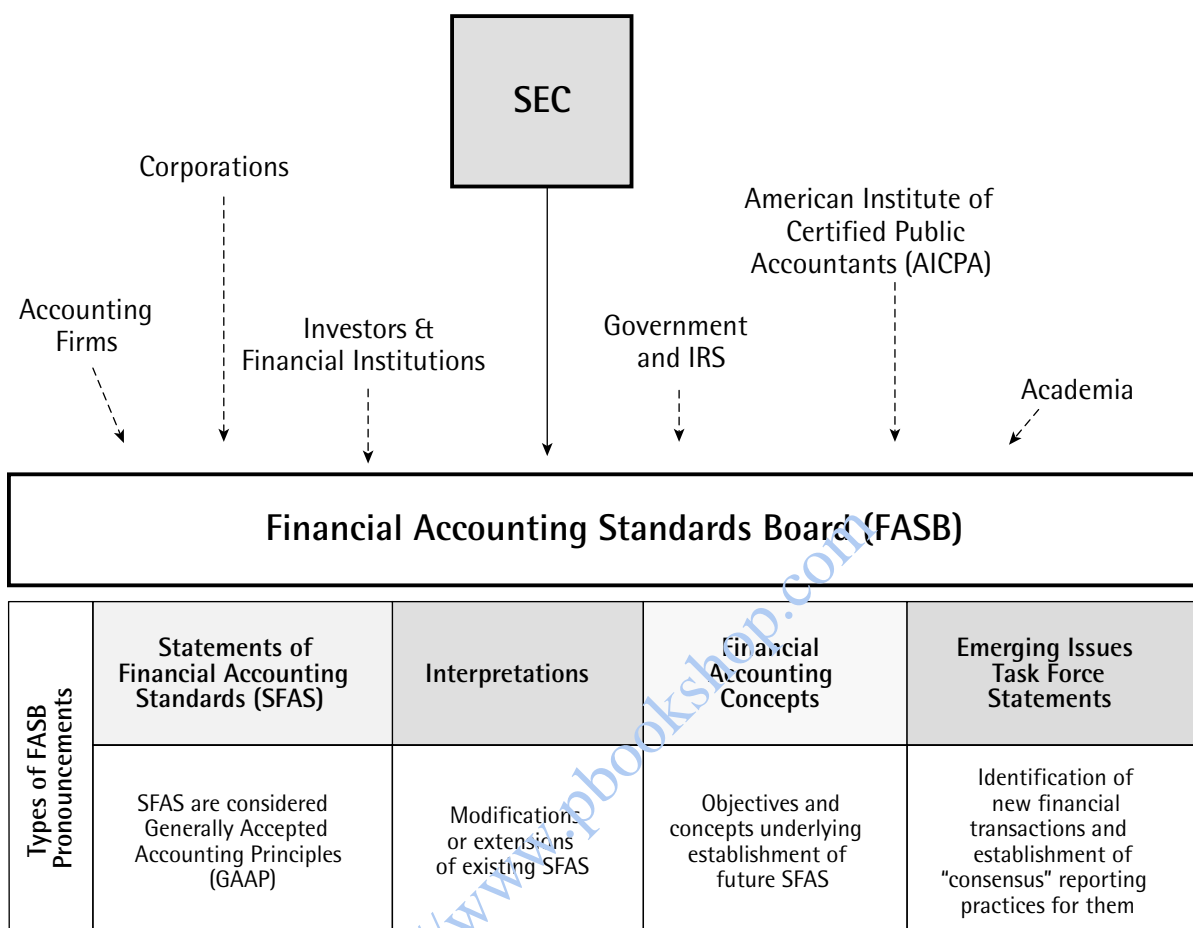 SEC
Corporations
American Institute of
Certified Public
Accountants (AICPA)
Accounting
Firms
Investors &
Financial Institutions
Government
and IRS
Academia
Financial Accounting Standards Board (FASB)
Types of FASB
Pronouncements
Statements of
Financial Accounting
Standards (SFAS)
Interpretations
Financial
Accounting
Concepts
Emerging Issues
Task Force
Statements
SFAS are considered
Generally Accepted
Accounting Principles
(GAAP)
Modifications
or extensions
of existing SFAS
Objectives and
concepts underlying
establishment of
future SFAS
Identification of
new financial
transactions and
establishment of
“consensus” reporting
practices for them
//www.pbookshop.com